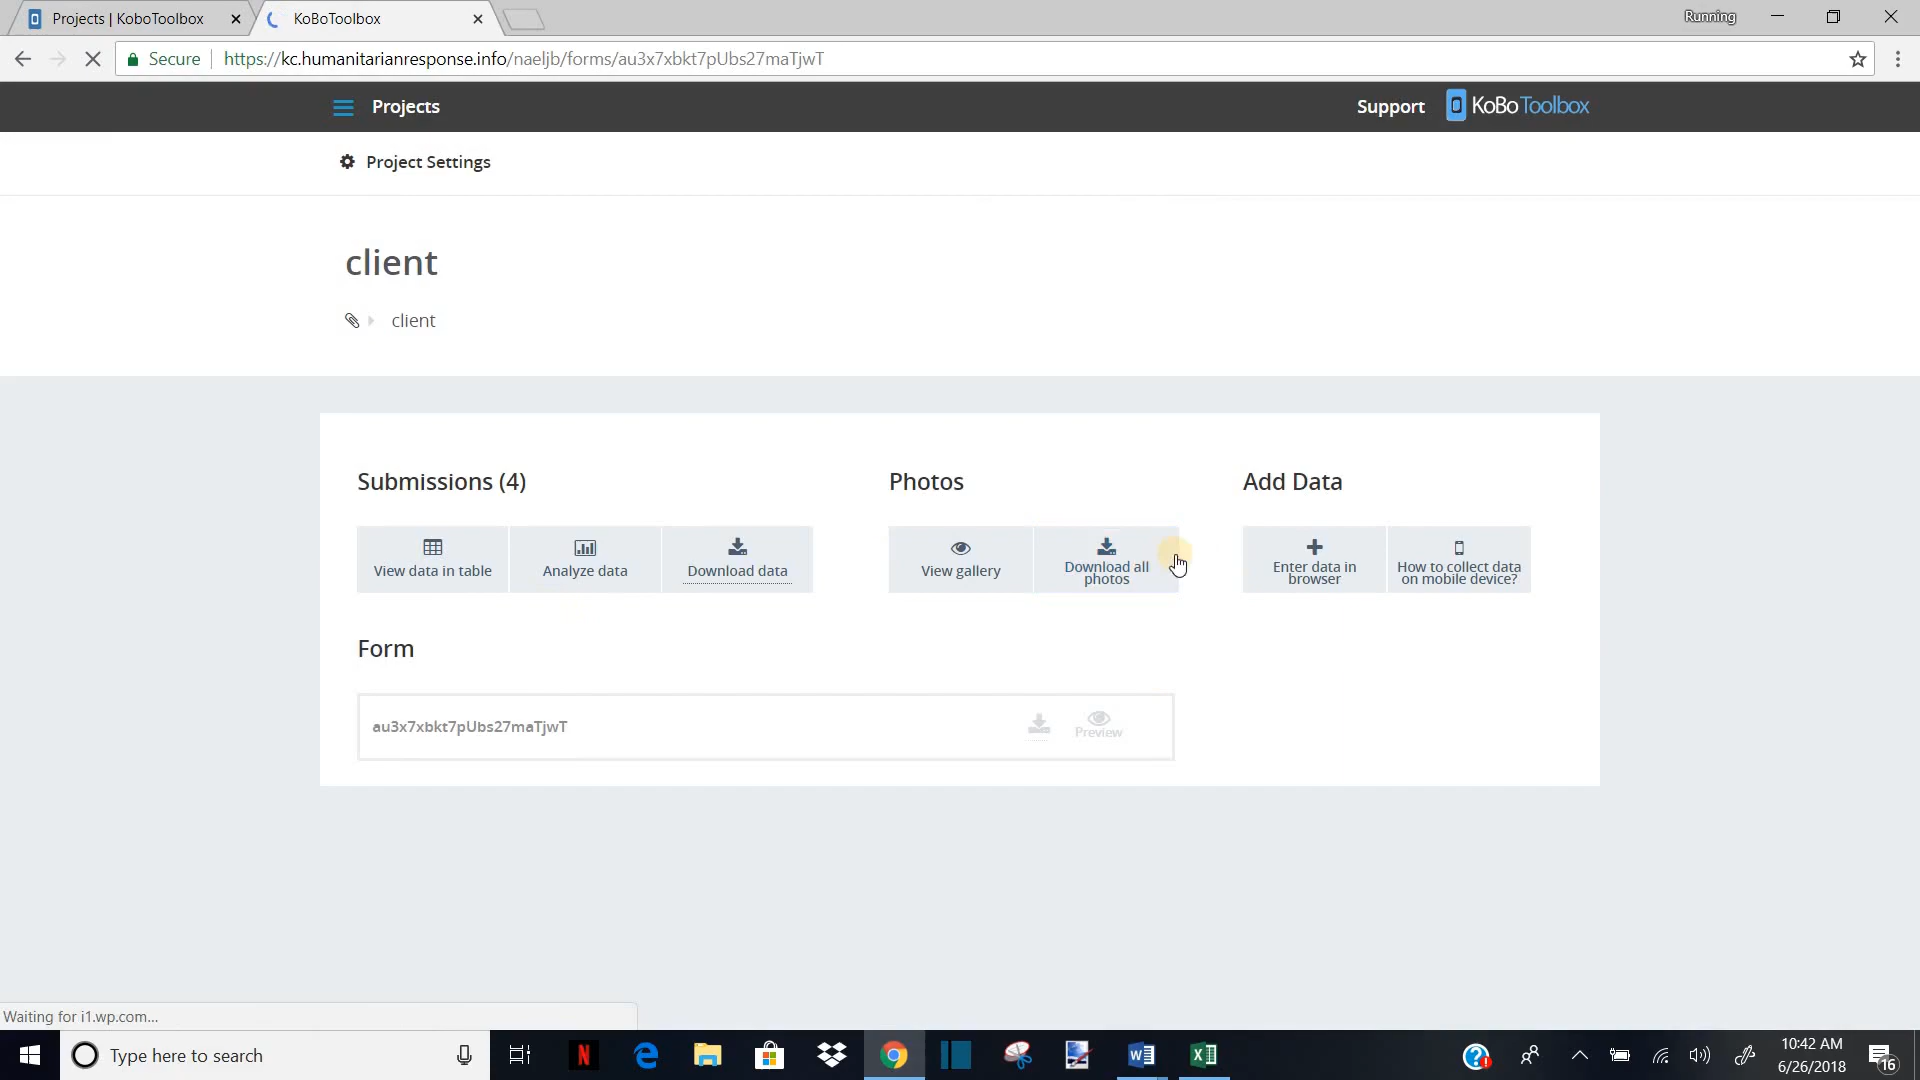 Projects | KoboToolbox
KoBoToolbox
Running
Secure
https://kc.humanitarianresponse.info/naeljb/forms/au3x7xbkt7pUbs27maTjwT
Projects
Support
KoBoToolbox
Project Settings
client
client
Submissions (4)
Photos
Add Data
View data in table
Analyze data
Download data
View gallery
Download all
photos
Enter data in
browser
How to collect data
on mobile device?
Form
au3x7xbkt7pUbs27maTjwT
Preview
Waiting for i1.wp.com...
Type here to search
10:42 AM
6/26/2018
16